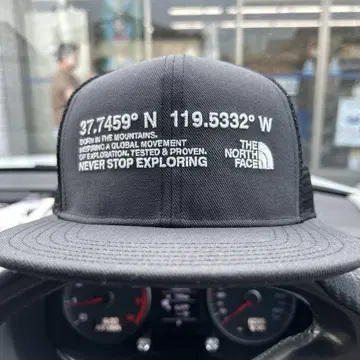 37.7459° N 119.5332° W
BORN IN THE MOUNTAINS.
INSPIRING A GLOBAL MOVEMENT
OF EXPLORATION. TESTED & PROVEN.
NEVER STOP EXPLORING
THE
NORTH
FACE